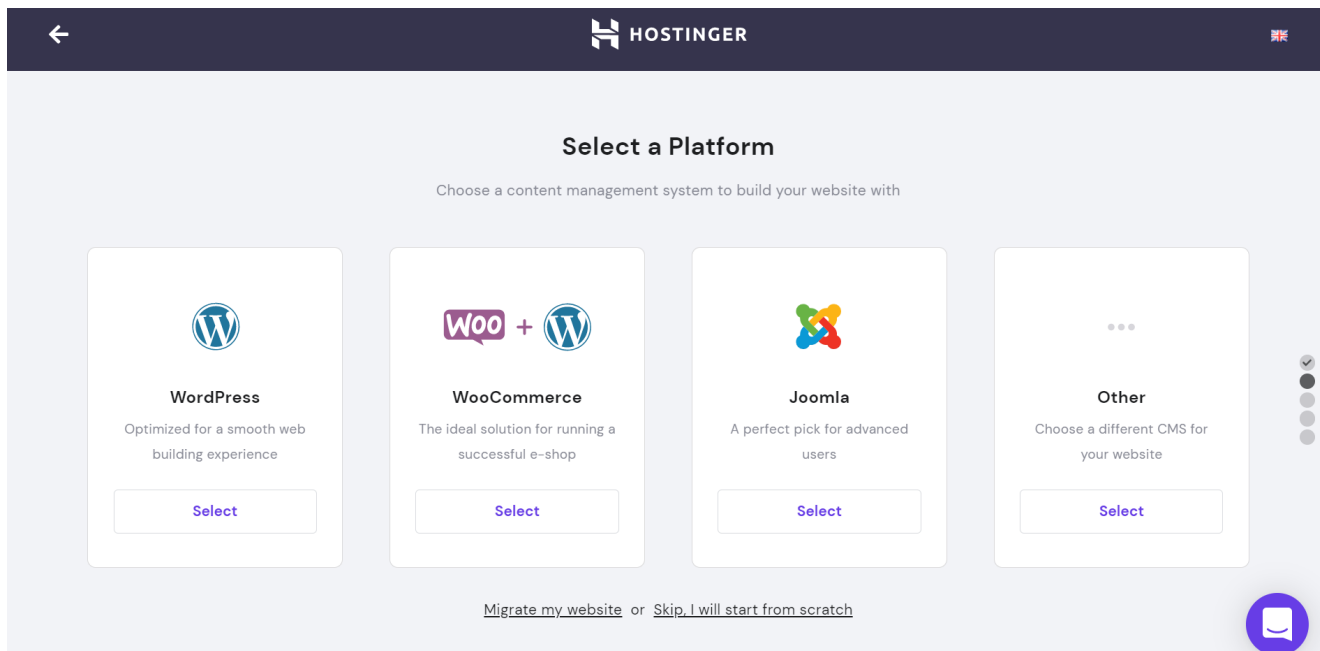 HOSTINGER
Select a Platform
Choose a content management system to build your website with
WOO +
WordPress
Optimized for a smooth web
building experience
Select
WooCommerce
The ideal solution for running a
successful e-shop
Select
Joomla
A perfect pick for advanced
users
Select
Other
Choose a different CMS for
your website
Select
Migrate my website or Skip, I will start from scratch